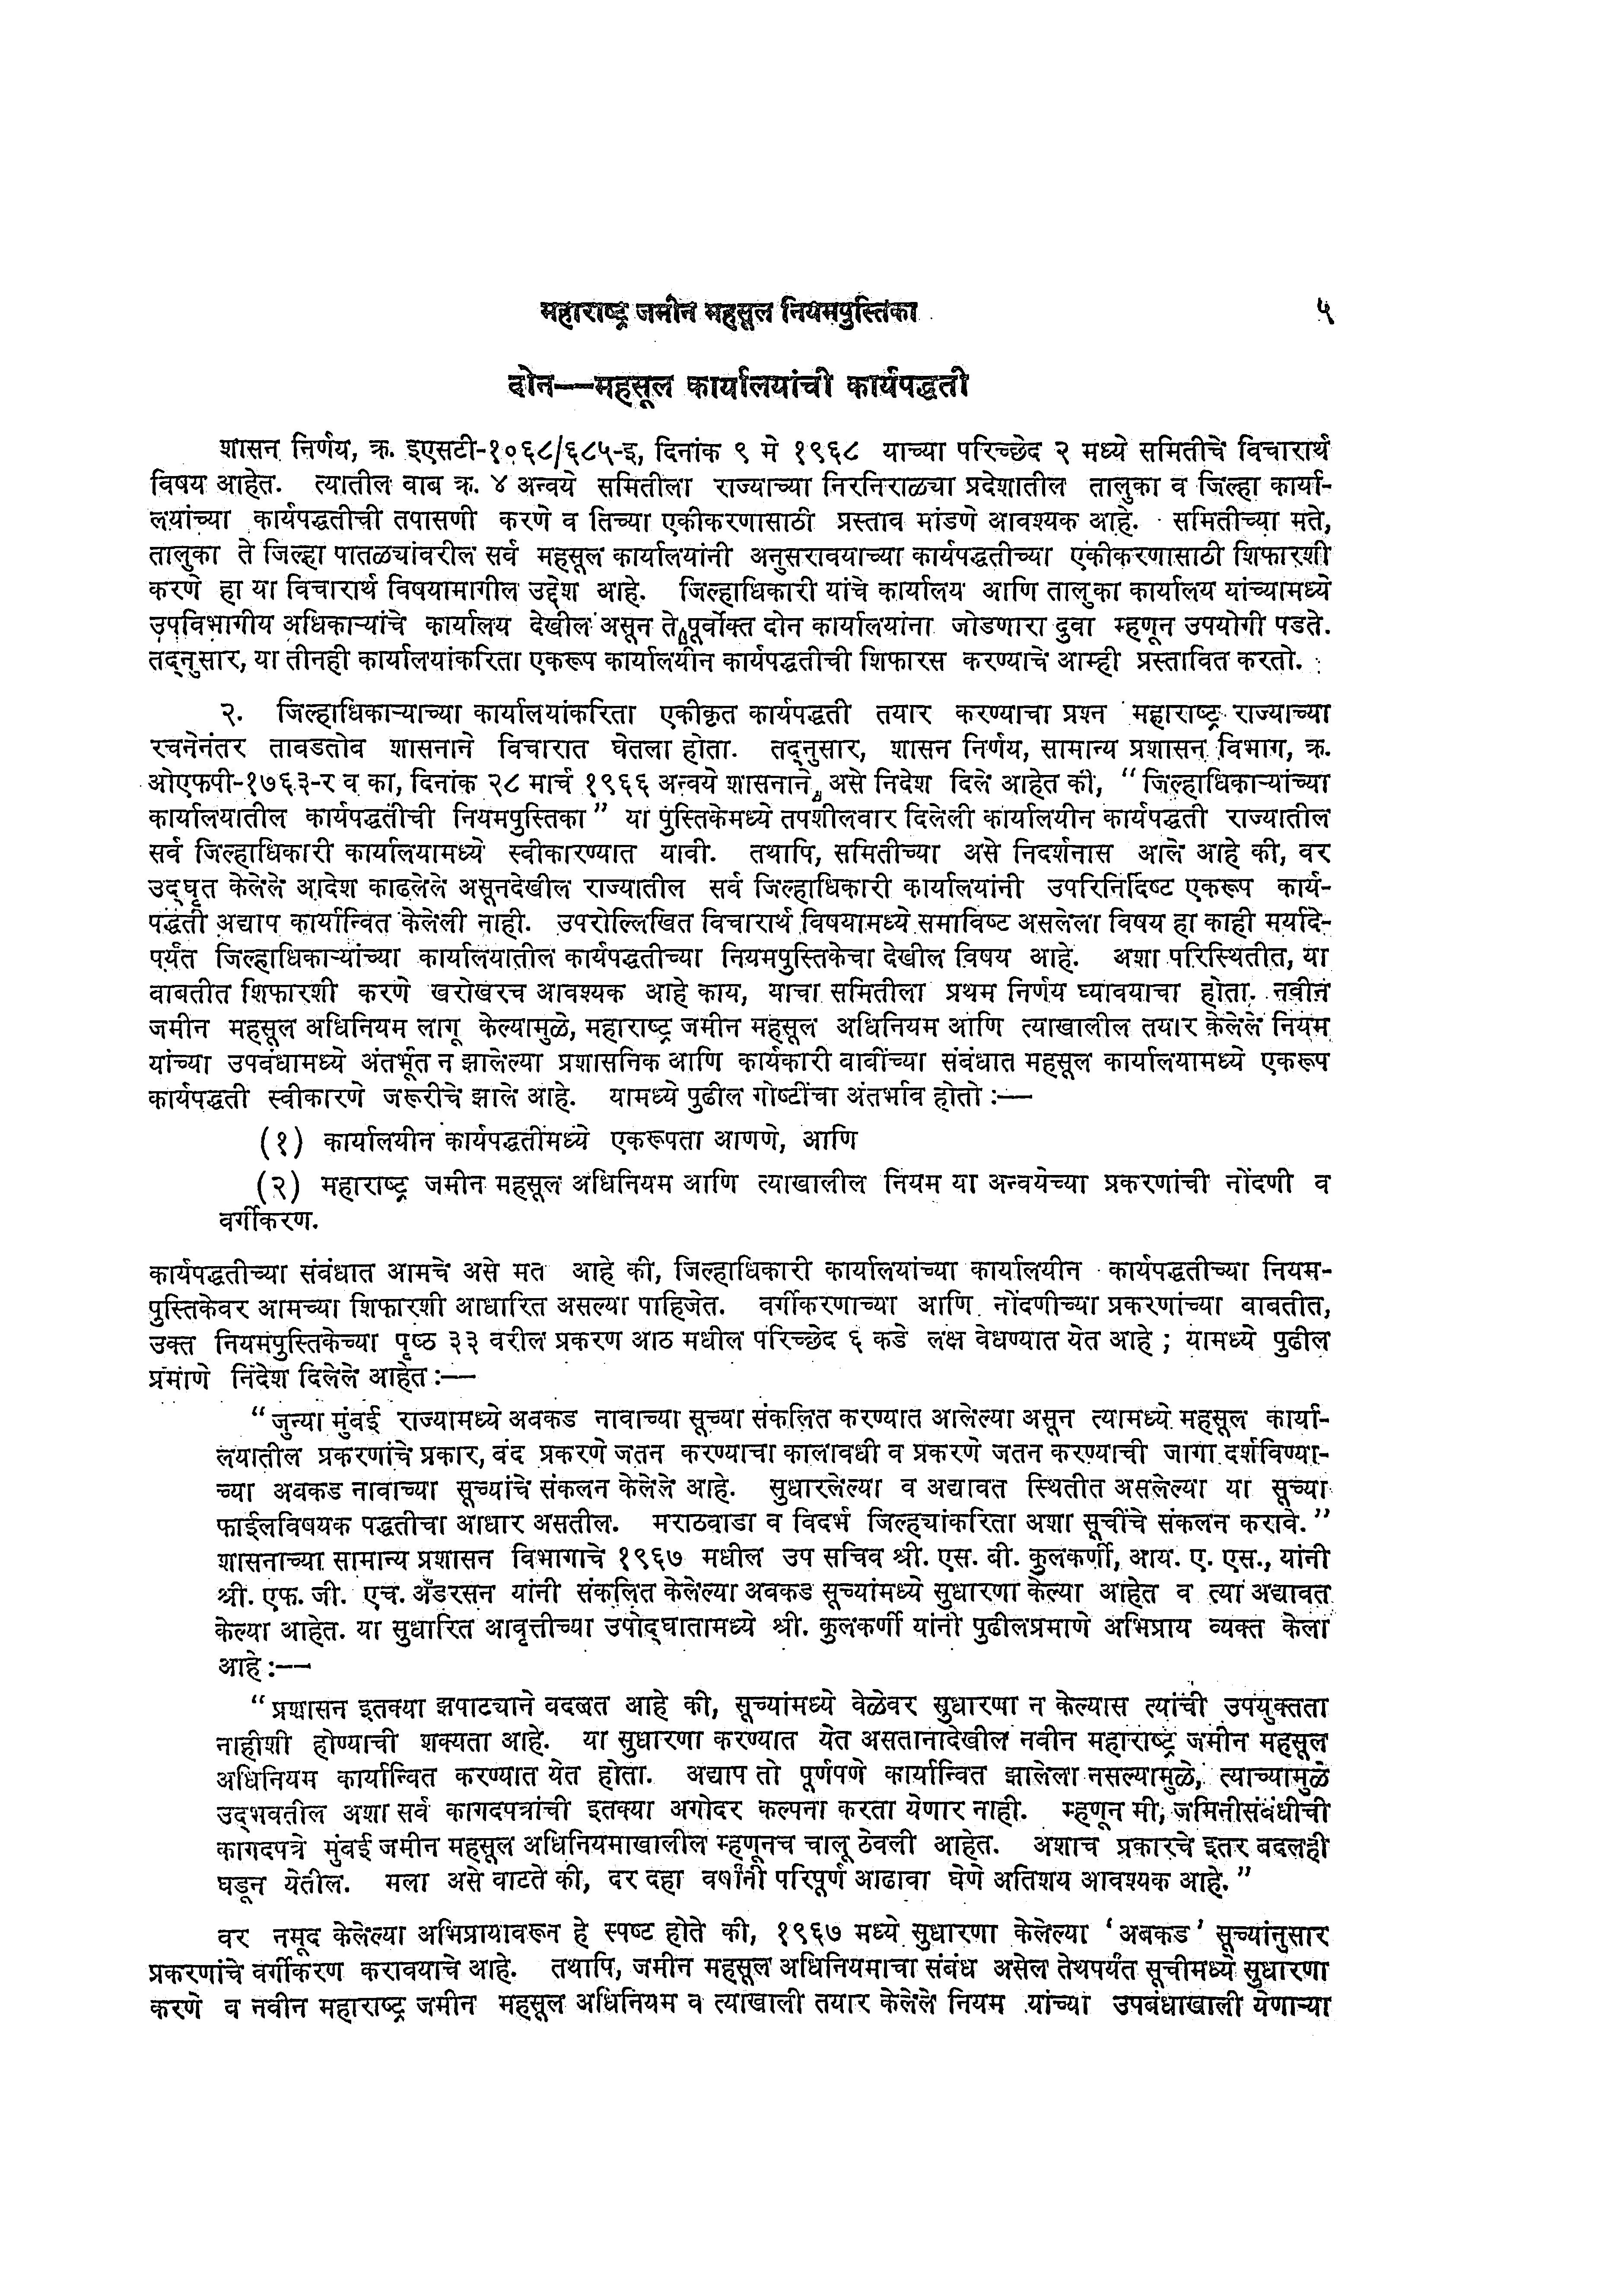 महाराष्ट्र जमीन महसूल नियमपुस्तिका ५
दोन—महसूल कार्यालयांची कार्यपद्धती
शासन निर्णय, क्र. इएसटी-१०६८/६८५-इ, दिनांक ९ मे १९६८ याच्या परिच्छेद २ मध्ये समितीचे विचारार्थ
विषय आहेत. त्यातील बाब क्र. ४ अन्वये समितीला राज्याच्या निरनिराळ्या प्रदेशातील तालुका व जिल्हा कार्या-
लयांच्या कार्यपद्धतीची तपासणी करणे व तिच्या एकीकरणासाठी प्रस्ताव मांडणे आवश्यक आहे. समितीच्या मते,
तालुका ते जिल्हा पातळ्यांवरील सर्व महसूल कार्यालयांनी अनुसरावयाच्या कार्यपद्धतीच्या एकीकरणासाठी शिफारशी
करणे हा या विचारार्थ विषयामागील उद्देश आहे. जिल्हाधिकारी यांचे कार्यालय आणि तालुका कार्यालय यांच्यामध्ये
उपविभागीय अधिकाऱ्यांचे कार्यालय देखील असून ते पूर्वोक्त दोन कार्यालयांना जोडणारा दुवा म्हणून उपयोगी पडते.
तद्नुसार, या तीनही कार्यालयांकरिता एकरूप कार्यालयीन कार्यपद्धतीची शिफारस करण्याचे आम्ही प्रस्तावित करतो.
२. जिल्हाधिकाऱ्याच्या कार्यालयांकरिता एकीकृत कार्यपद्धती तयार करण्याचा प्रश्न महाराष्ट्र राज्याच्या
रचनेनंतर तावडतोब शासनाने विचारात घेतला होता. तद्नुसार, शासन निर्णय, सामान्य प्रशासन विभाग, क्र.
ओएफपी-१७६३-र व का, दिनांक २८ मार्च १९६६ अन्वये शासनाने असे निदेश दिले आहेत की, “जिल्हाधिकाऱ्यांच्या
कार्यालयातील कार्यपद्धतीची नियमपुस्तिका” या पुस्तिकेमध्ये तपशीलवार दिलेली कार्यालयीन कार्यपद्धती राज्यातील
सर्व जिल्हाधिकारी कार्यालयामध्ये स्वीकारण्यात यावी. तथापि, समितीच्या असे निदर्शनास आले आहे की, वर
उद्घृत केलेले आदेश काढलेले असूनदेखील राज्यातील सर्व जिल्हाधिकारी कार्यालयांनी उपरिनिर्दिष्ट एकरूप कार्य-
पद्धती अद्याप कार्यान्वित केलेली नाही. उपरोल्लिखित विचारार्थ विषयामध्ये समाविष्ट असलेला विषय हा काही मर्यादे-
पर्यंत जिल्हाधिकाऱ्यांच्या कार्यालयातील कार्यपद्धतीच्या नियमपुस्तिकेचा देखील विषय आहे. अशा परिस्थितीत, या
बाबतीत शिफारशी करणे खरोखरच आवश्यक आहे काय, याचा समितीला प्रथम निर्णय घ्यावयाचा होता. नवीन
जमीन महसूल अधिनियम लागू केल्यामुळे, महाराष्ट्र जमीन महसूल अधिनियम आणि त्याखालील तयार केलेले नियम
यांच्या उपबंधामध्ये अंतर्भूत न झालेल्या प्रशासनिक आणि कार्यकारी बाबींच्या संबंधात महसूल कार्यालयामध्ये एकरूप
कार्यपद्धती स्वीकारणे जरूरीचे झाले आहे. यामध्ये पुढील गोष्टींचा अंतर्भाव होतो :—
(१) कार्यालयीन कार्यपद्धतीमध्ये एकरूपता आणणे, आणि
(२) महाराष्ट्र जमीन महसूल अधिनियम आणि त्याखालील नियम या अन्वयेच्या प्रकरणांची नोंदणी व
वर्गीकरण.
कार्यपद्धतीच्या संबंधात आमचे असे मत आहे की, जिल्हाधिकारी कार्यालयांच्या कार्यालयीन कार्यपद्धतीच्या नियम-
पुस्तिकेवर आमच्या शिफारशी आधारित असल्या पाहिजेत. वर्गीकरणाच्या आणि नोंदणीच्या प्रकरणांच्या बाबतीत,
उक्त नियमपुस्तिकेच्या पृष्ठ ३३ वरील प्रकरण आठ मधील परिच्छेद ६ कडे लक्ष वेधण्यात येत आहे ; यामध्ये पुढील
प्रमाणे निदेश दिलेले आहेत :—
“जुन्या मुंबई राज्यामध्ये अबकड नावाच्या सूच्या संकलित करण्यात आलेल्या असून त्यामध्ये महसूल कार्या-
लयातील प्रकरणांचे प्रकार, बंद प्रकरणे जतन करण्याचा कालावधी व प्रकरणे जतन करण्याची जागा दर्शविण्या-
च्या अबकड नावाच्या सूच्यांचे संकलन केलेले आहे. सुधारलेल्या व अद्यावत स्थितीत असलेल्या या सूच्या
फाईलविषयक पद्धतीचा आधार असतील. मराठवाडा व विदर्भ जिल्ह्यांकरिता अशा सूचींचे संकलन करावे.”
शासनाच्या सामान्य प्रशासन विभागाचे १९६७ मधील उप सचिव श्री. एस. बी. कुलकर्णी, आय. ए. एस., यांनी
श्री. एफ. जी. एच. अँडरसन यांनी संकलित केलेल्या अबकड सूच्यांमध्ये सुधारणा केल्या आहेत व त्या अद्यावत
केल्या आहेत. या सुधारित आवृत्तीच्या उपोद्घातामध्ये श्री. कुलकर्णी यांनी पुढीलप्रमाणे अभिप्राय व्यक्त केला
आहे :—
“प्रशासन इतक्या झपाट्याने बदलत आहे की, सूच्यांमध्ये वेळेवर सुधारणा न केल्यास त्यांची उपयुक्तता
नाहीशी होण्याची शक्यता आहे. या सुधारणा करण्यात येत असतानादेखील नवीन महाराष्ट्र जमीन महसूल
अधिनियम कार्यान्वित करण्यात येत होता. अद्याप तो पूर्णपणे कार्यान्वित झालेला नसल्यामुळे, त्याच्यामुळे
उद्भवतील अशा सर्व कागदपत्रांची इतक्या अगोदर कल्पना करता येणार नाही. म्हणून मी, जमिनीसंबंधीची
कागदपत्रे मुंबई जमीन महसूल अधिनियमाखालील म्हणूनच चालू ठेवली आहेत. अशाच प्रकारचे इतर बदलही
घडून येतील. मला असे वाटते की, दर दहा वर्षांनी परिपूर्ण आढावा घेणे अतिशय आवश्यक आहे.”
वर नमूद केलेल्या अभिप्रायावरून हे स्पष्ट होते की, १९६७ मध्ये सुधारणा केलेल्या ‘अबकड’ सूच्यांनुसार
प्रकरणांचे वर्गीकरण करावयाचे आहे. तथापि, जमीन महसूल अधिनियमाचा संबंध असेल तेथपर्यंत सूचीमध्ये सुधारणा
करणे व नवीन महाराष्ट्र जमीन महसूल अधिनियम व त्याखाली तयार केलेले नियम यांच्या उपबंधाखाली येणाऱ्या